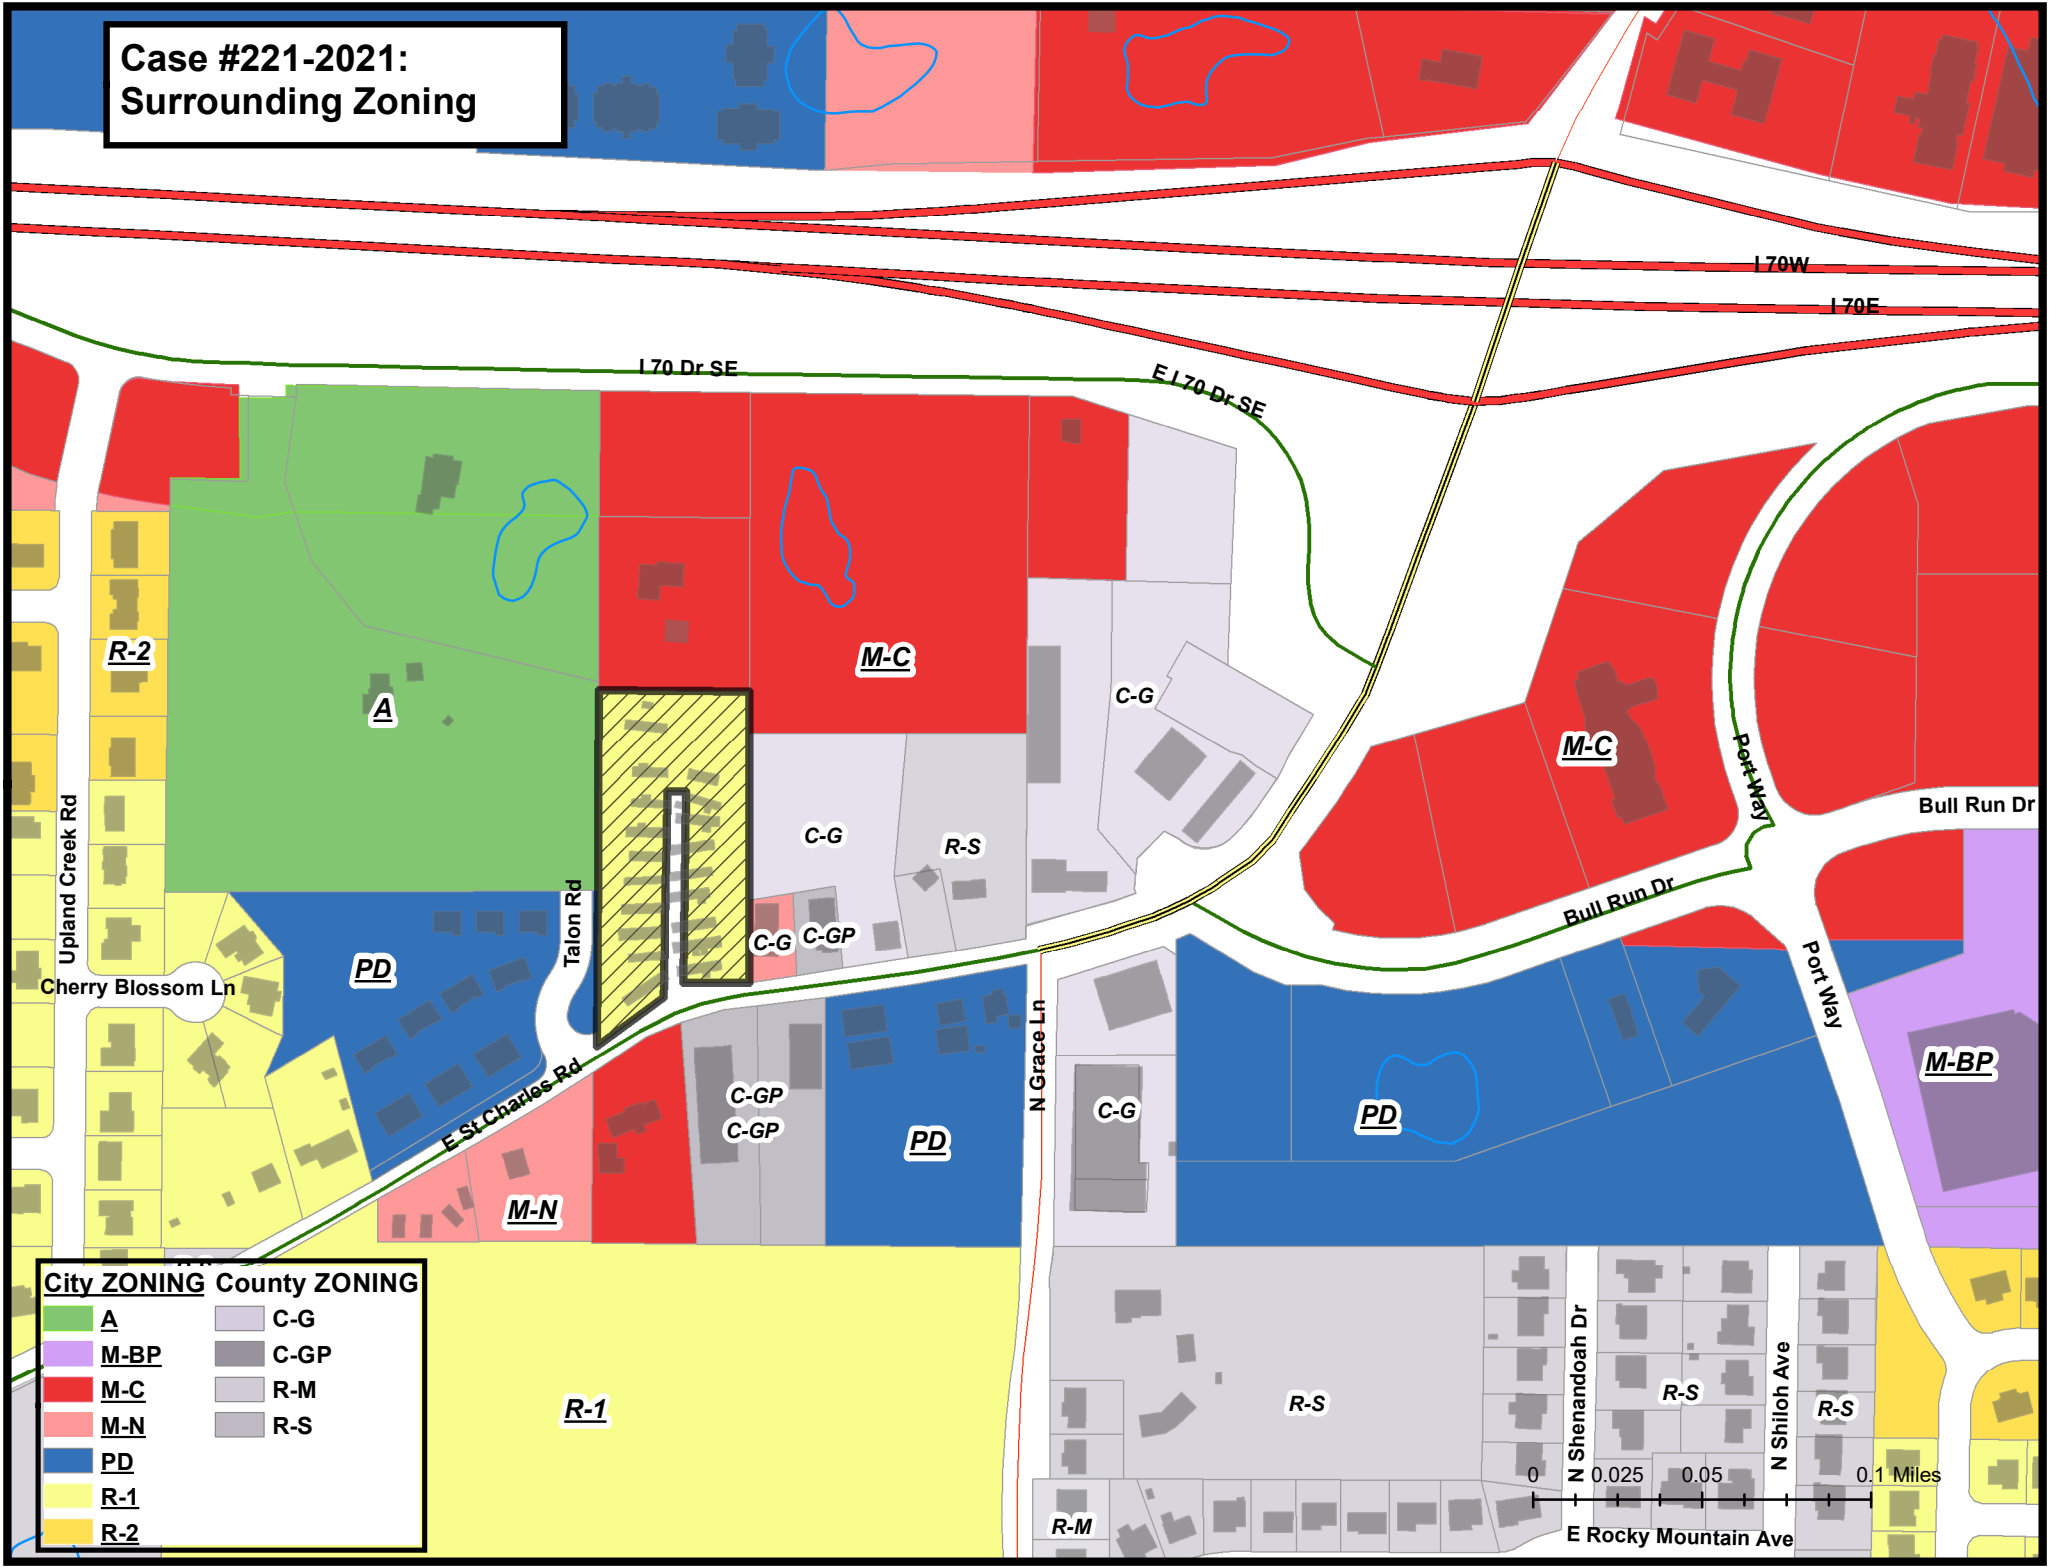 Case #221-2021:
Surrounding Zoning
I 70W
I 70E
I 70 Dr SE
E I 70 Dr SE
R-2
M-C
A
C-G
M-C
Port Way
Bull Run Dr
Upland Creek Rd
C-G
R-S
Talon Rd
Bull Run Dr
C-G
C-GP
PD
Cherry Blossom Ln
Port Way
N Grace Ln
M-BP
E St Charles Rd
C-GP
C-GP
C-G
PD
PD
M-N
City ZONING
A
M-BP
M-C
M-N
PD
R-1
R-2
County ZONING
C-G
C-GP
R-M
R-S
R-1
R-S
N Shenandoah Dr
R-S
N Shiloh Ave
R-S
0 0.025 0.05 0.1 Miles
R-M
E Rocky Mountain Ave